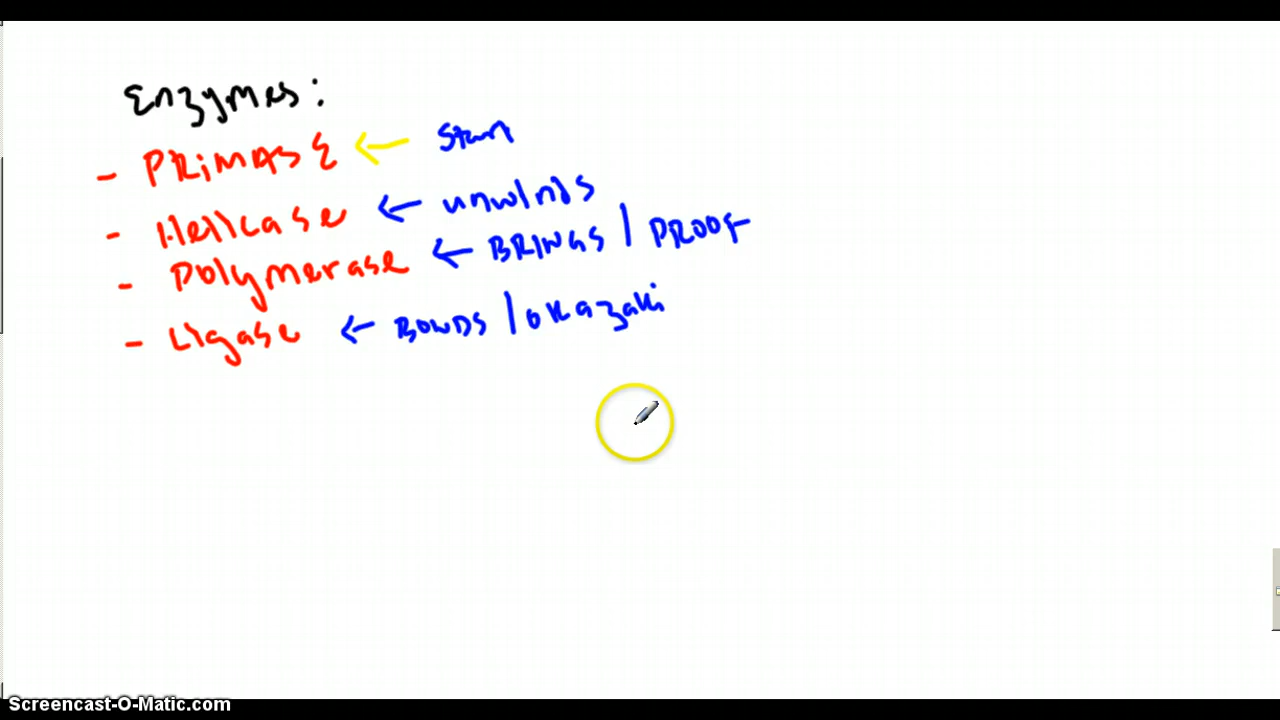 Enzymes:
- PRIMASE ← Start
- Helicase ← unwinds
- Polymerase ← BRINGS / PROOF
- Ligase ← BONDS / okazaki
Screencast-O-Matic.com